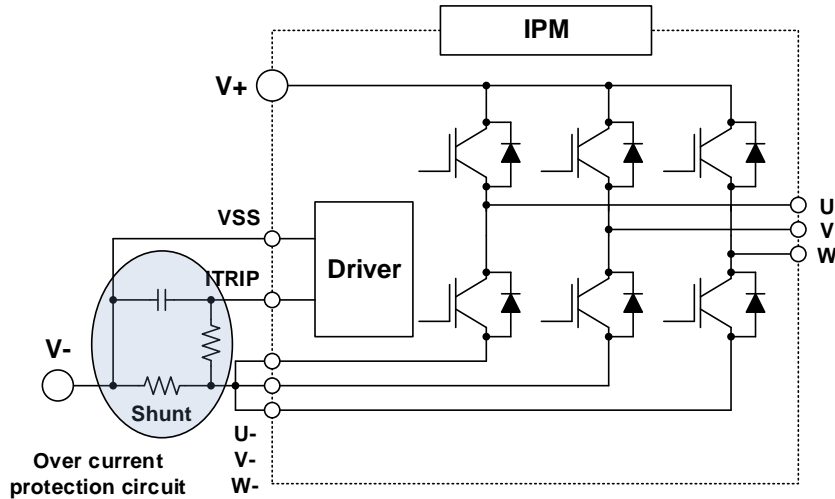 IPM
V+
VSS
Driver
ITRIP
U
V
W
V-
Shunt
U-
V-
W-
Over current
protection circuit